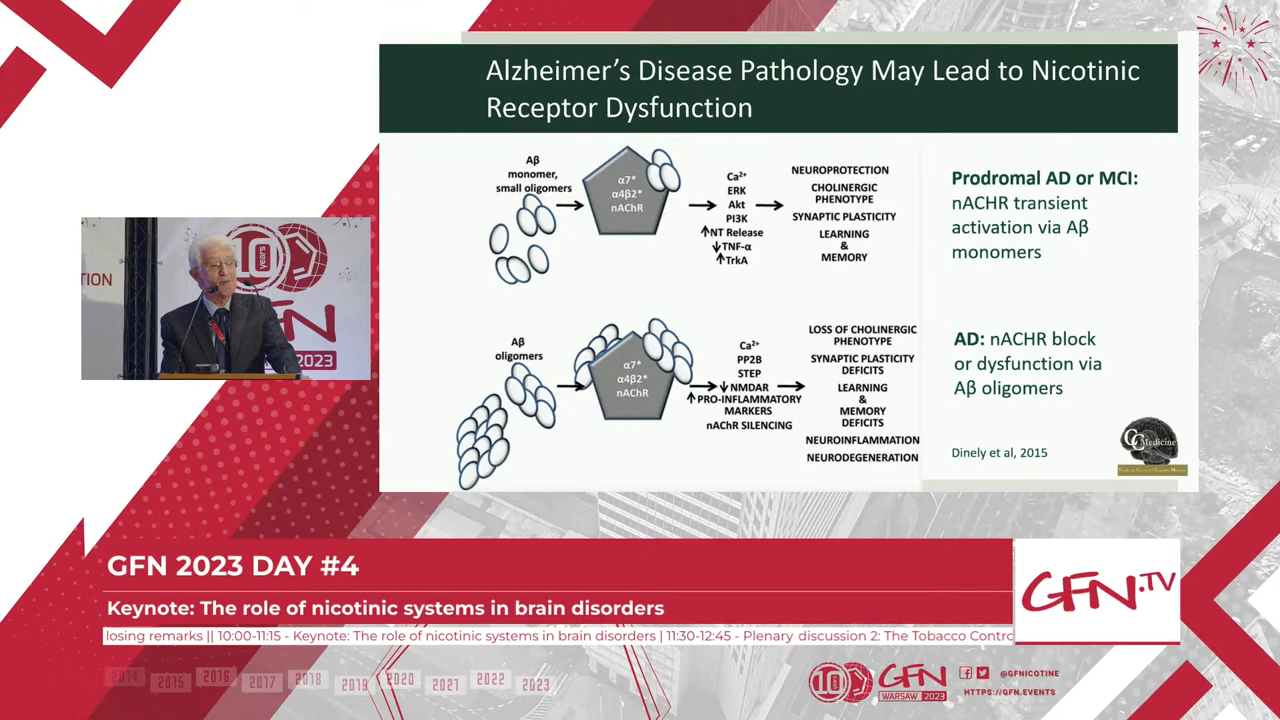 Alzheimer's Disease Pathology May Lead to Nicotinic
Receptor Dysfunction
Aβ
monomer,
small oligomers
α7*
α4β2*
nAChR
Ca²⁺
ERK
Akt
PI3K
↑NT Release
↓TNF-α
↑TrkA
NEUROPROTECTION
CHOLINERGIC
PHENOTYPE
SYNAPTIC PLASTICITY
LEARNING
&
MEMORY
Prodromal AD or MCI:
nACHR transient
activation via Aβ
monomers
Aβ
oligomers
α7*
α4β2*
nAChR
Ca²⁺
PP2B
STEP
↓NMDAR
↑PRO-INFLAMMATORY
MARKERS
nAChR SILENCING
LOSS OF CHOLINERGIC
PHENOTYPE
SYNAPTIC PLASTICITY
DEFICITS
LEARNING
&
MEMORY
DEFICITS
NEUROINFLAMMATION
NEURODEGENERATION
AD: nACHR block
or dysfunction via
Aβ oligomers
Dinely et al, 2015
CC Medicine
TION
10
years
GFN
2023
GFN 2023 DAY #4
Keynote: The role of nicotinic systems in brain disorders
losing remarks || 10:00-11:15 - Keynote: The role of nicotinic systems in brain disorders | 11:30-12:45 - Plenary discussion 2: The Tobacco Contro
GFN.TV
2014
2015
2016
2017
2018
2019
2020
2021
2022
2023
10
GFN
WARSAW 2023
@GFNICOTINE
HTTPS://GFN.EVENTS